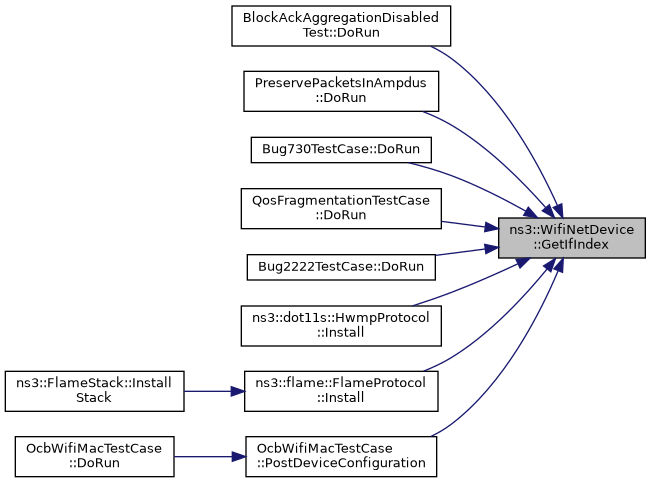 BlockAckAggregationDisabled
Test::DoRun
PreservePacketsInAmpdus
::DoRun
Bug730TestCase::DoRun
QosFragmentationTestCase
::DoRun
ns3::WifiNetDevice
::GetIfIndex
Bug2222TestCase::DoRun
ns3::dot11s::HwmpProtocol
::Install
ns3::FlameStack::Install
Stack
ns3::flame::FlameProtocol
::Install
OcbWifiMacTestCase
::DoRun
OcbWifiMacTestCase
::PostDeviceConfiguration